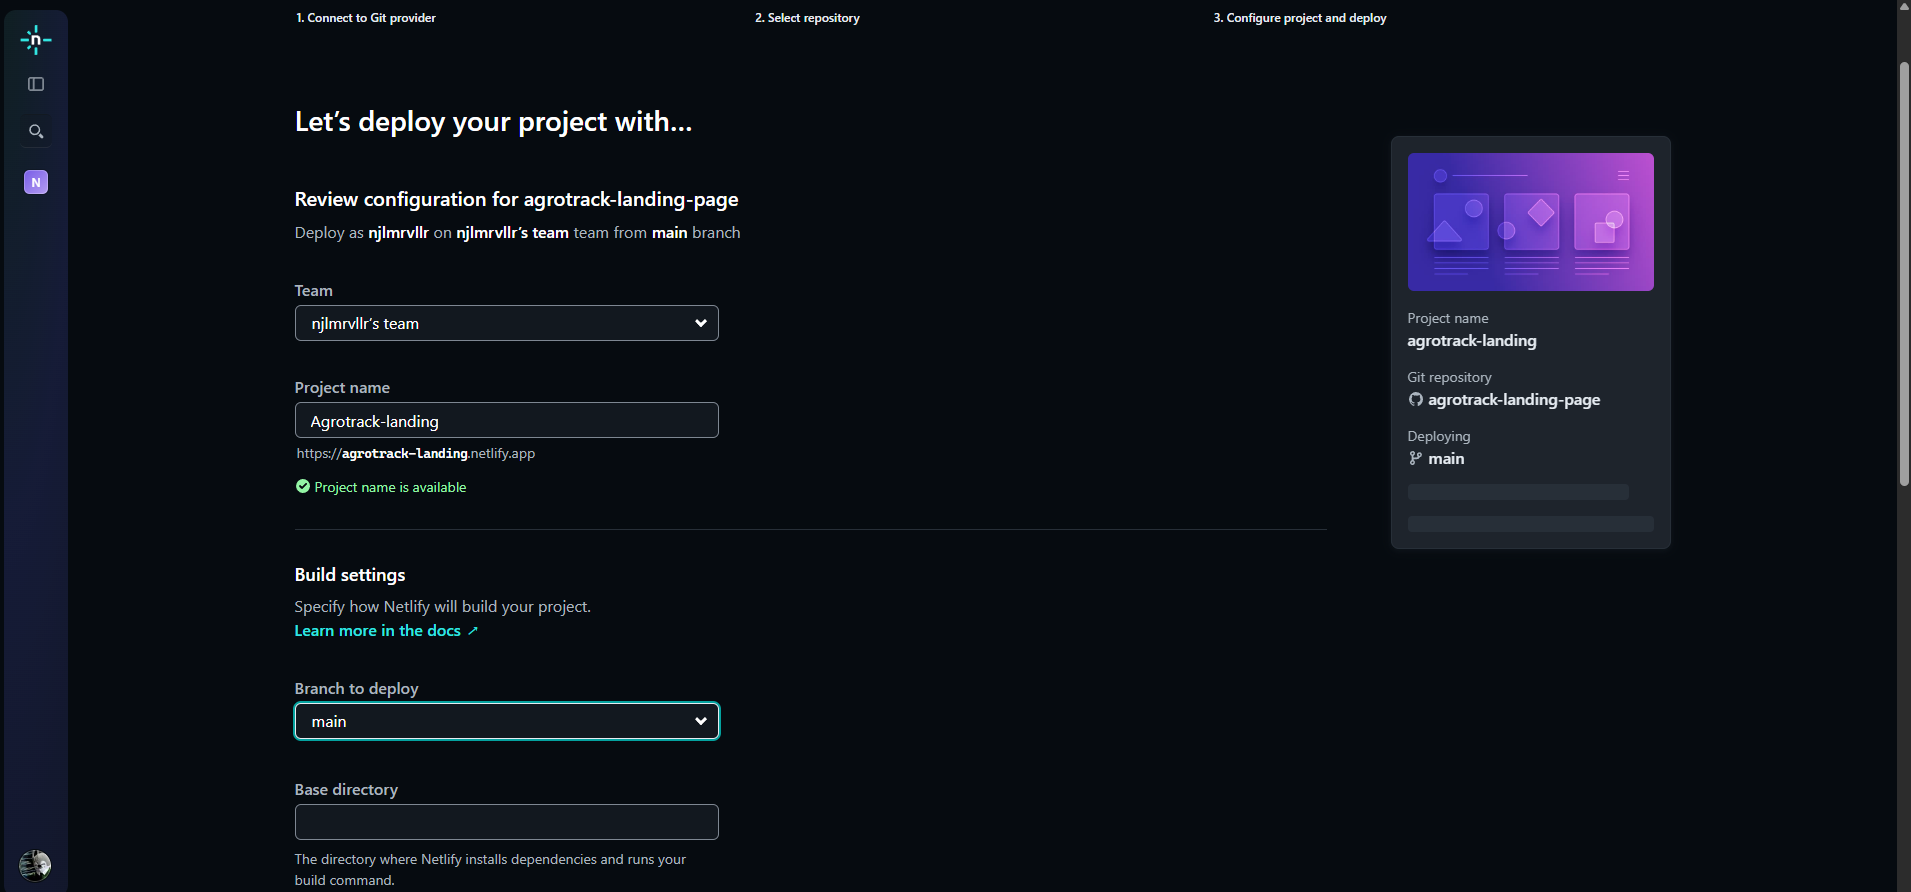 1. Connect to Git provider
2. Select repository
3. Configure project and deploy
n
N
Let’s deploy your project with…
Review configuration for agrotrack-landing-page
Deploy as njlmrvllr on njlmrvllr’s team team from main branch
Team
njlmrvllr’s team
Project name
Agrotrack-landing
https://agrotrack-landing.netlify.app
Project name is available
Build settings
Specify how Netlify will build your project.
Learn more in the docs ↗
Branch to deploy
main
Base directory
The directory where Netlify installs dependencies and runs your
build command.
Project name
agrotrack-landing
Git repository
agrotrack-landing-page
Deploying
main